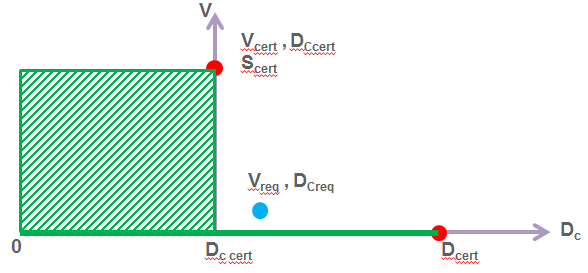 V
Vcert , DCcert
Scert
Vreq , DCreq
0
Dc cert
Dcert
Dc